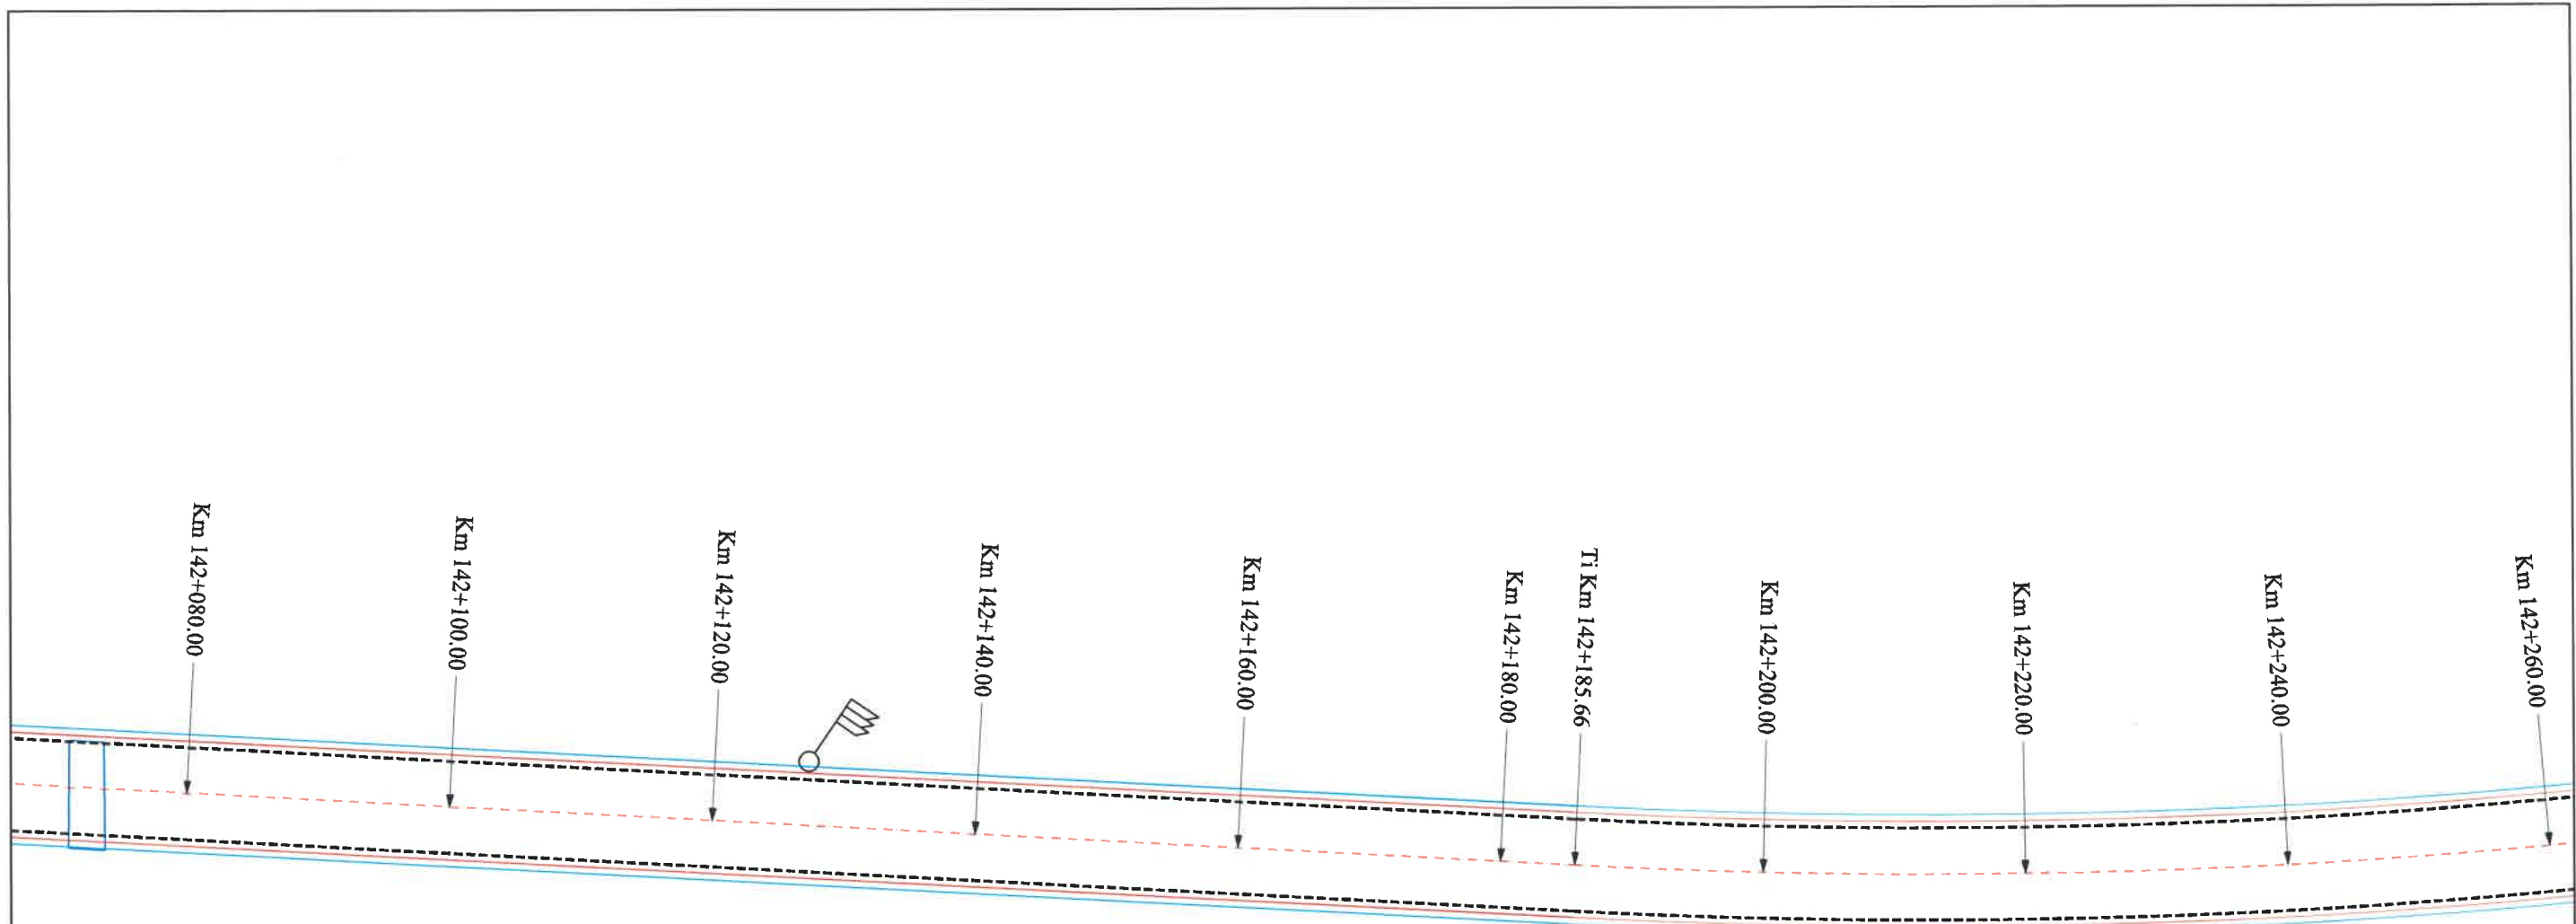 Km 142+080.00
Km 142+100.00
Km 142+120.00
Km 142+140.00
Km 142+160.00
Km 142+180.00
Ti Km 142+185.66
Km 142+200.00
Km 142+220.00
Km 142+240.00
Km 142+260.00